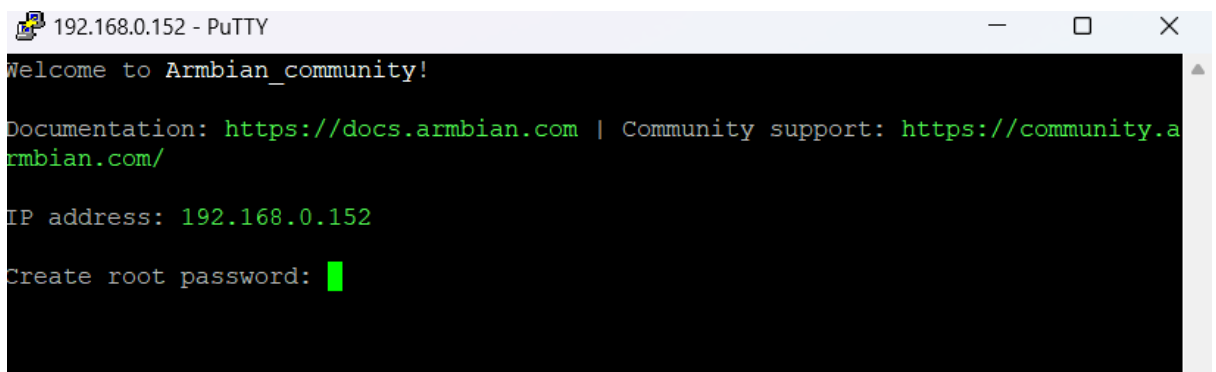 192.168.0.152 - PuTTY
Welcome to Armbian_community!
Documentation: https://docs.armbian.com | Community support: https://community.a
rmbian.com/
IP address: 192.168.0.152
Create root password: